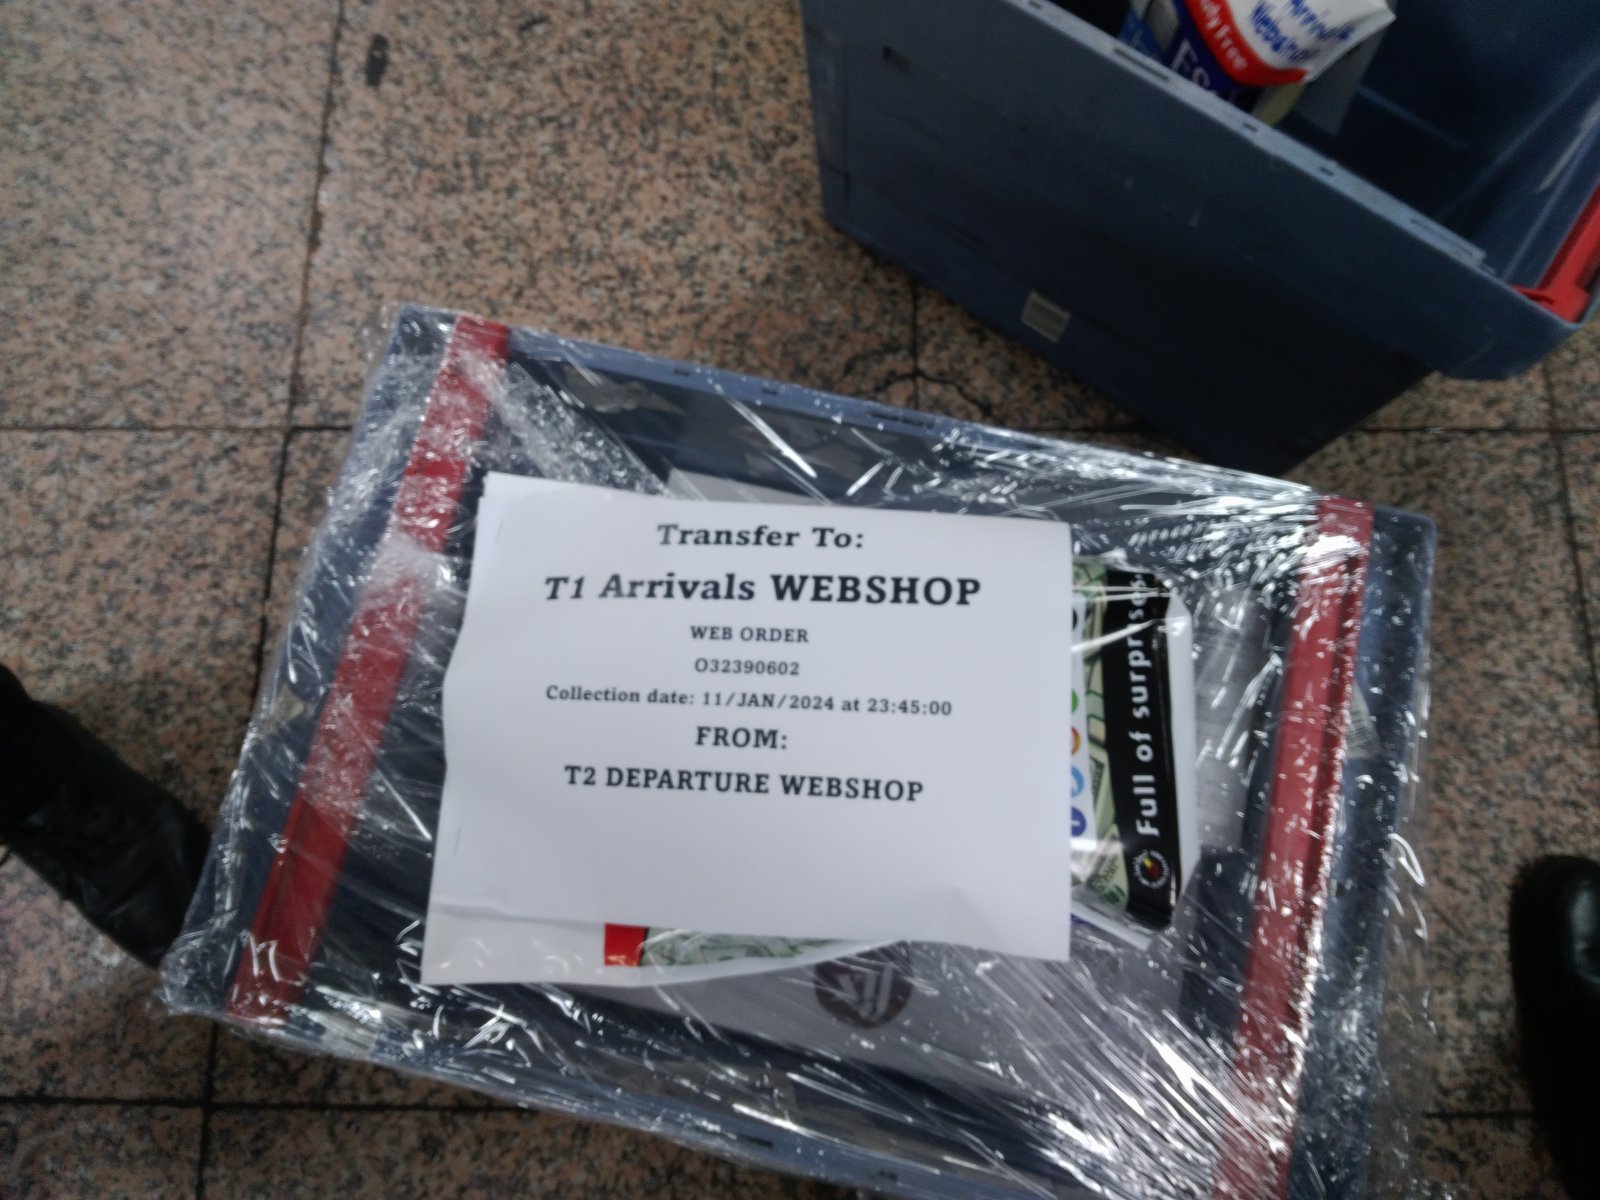 Transfer To:
T1 Arrivals WEBSHOP
WEB ORDER
O32390602
Collection date: 11/JAN/2024 at 23:45:00
FROM:
T2 DEPARTURE WEBSHOP
Full of surprises